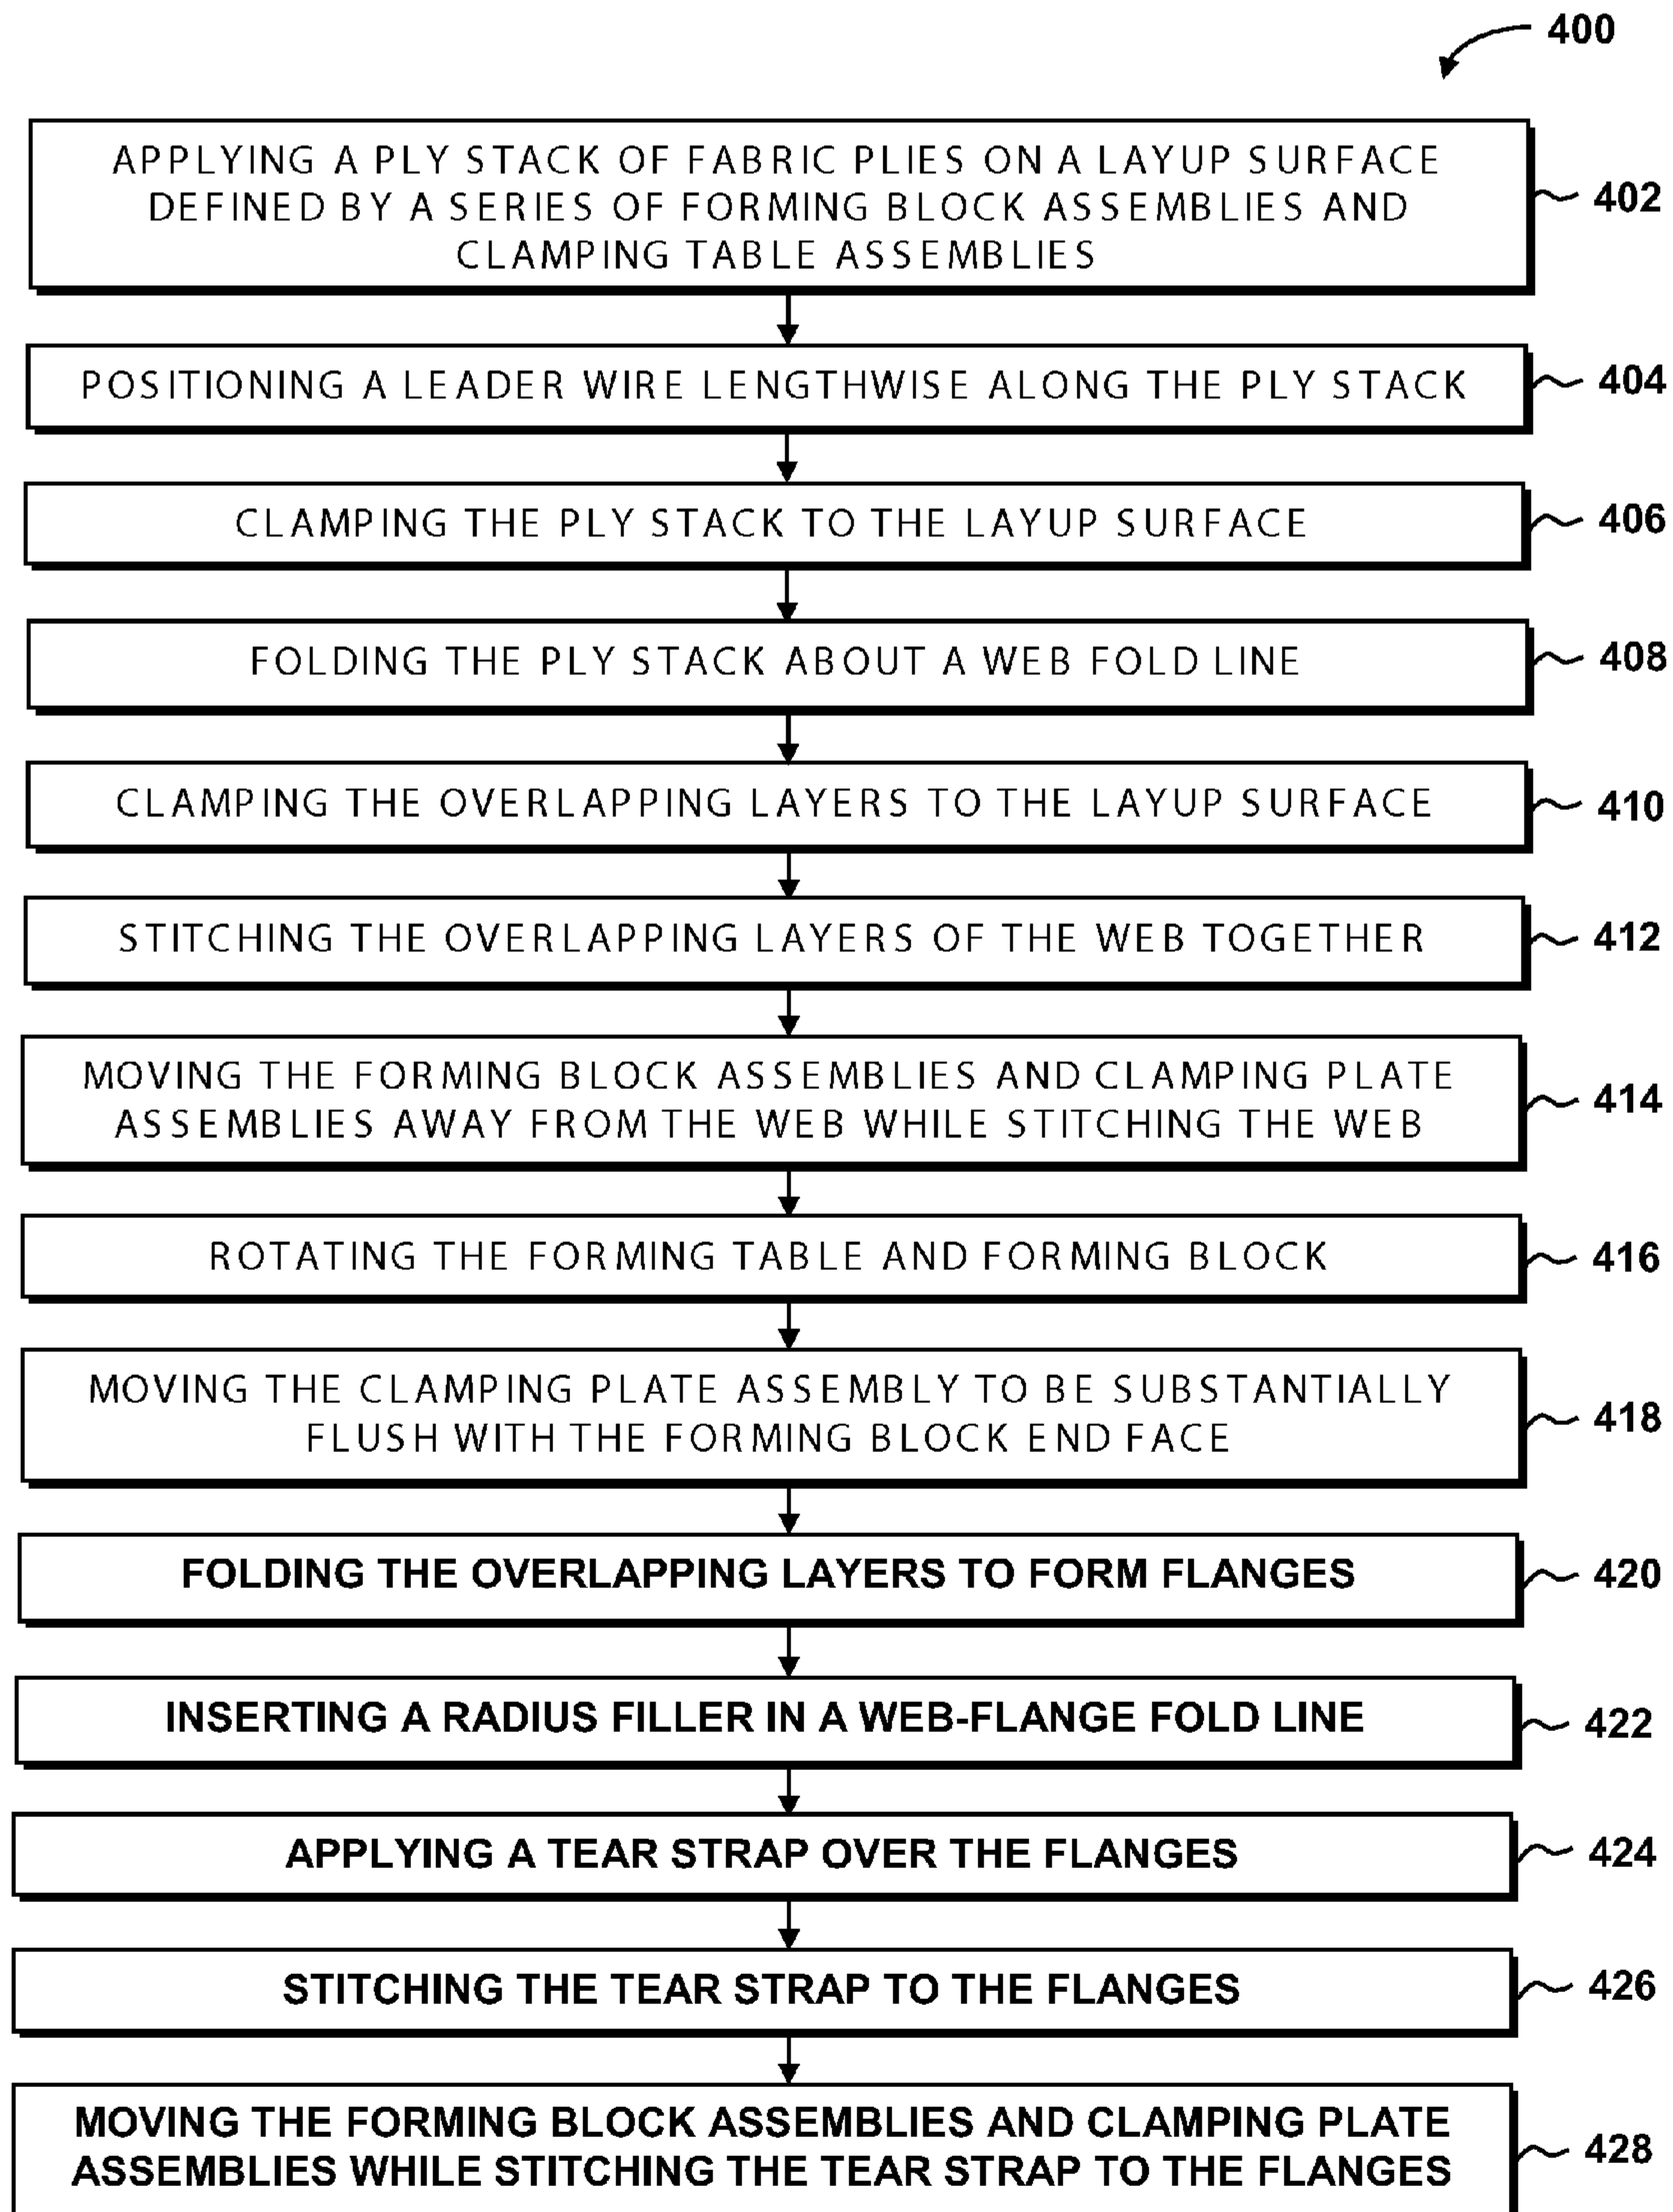 400
APPLYING A PLY STACK OF FABRIC PLIES ON A LAYUP SURFACE
DEFINED BY A SERIES OF FORMING BLOCK ASSEMBLIES AND
CLAMPING TABLE ASSEMBLIES
402
POSITIONING A LEADER WIRE LENGTHWISE ALONG THE PLY STACK
404
CLAMPING THE PLY STACK TO THE LAYUP SURFACE
406
FOLDING THE PLY STACK ABOUT A WEB FOLD LINE
408
CLAMPING THE OVERLAPPING LAYERS TO THE LAYUP SURFACE
410
STITCHING THE OVERLAPPING LAYERS OF THE WEB TOGETHER
412
MOVING THE FORMING BLOCK ASSEMBLIES AND CLAMPING PLATE
ASSEMBLIES AWAY FROM THE WEB WHILE STITCHING THE WEB
414
ROTATING THE FORMING TABLE AND FORMING BLOCK
416
MOVING THE CLAMPING PLATE ASSEMBLY TO BE SUBSTANTIALLY
FLUSH WITH THE FORMING BLOCK END FACE
418
FOLDING THE OVERLAPPING LAYERS TO FORM FLANGES
420
INSERTING A RADIUS FILLER IN A WEB-FLANGE FOLD LINE
422
APPLYING A TEAR STRAP OVER THE FLANGES
424
STITCHING THE TEAR STRAP TO THE FLANGES
426
MOVING THE FORMING BLOCK ASSEMBLIES AND CLAMPING PLATE
ASSEMBLIES WHILE STITCHING THE TEAR STRAP TO THE FLANGES
428